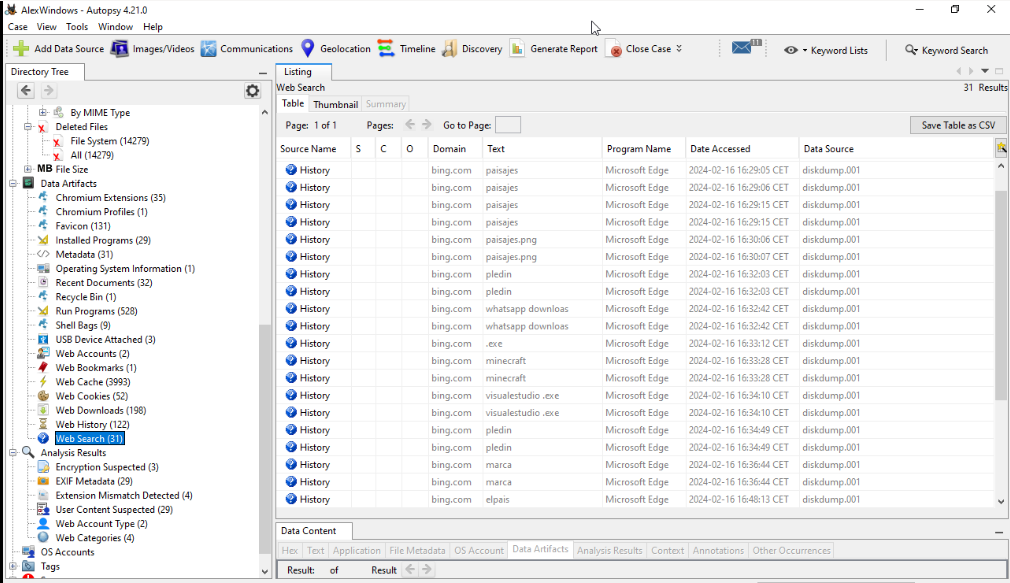 AlexWindows - Autopsy 4.21.0
Case View Tools Window Help
Add Data Source Images/Videos Communications Geolocation Timeline Discovery Generate Report Close Case 11 Keyword Lists Keyword Search
Directory Tree
Listing
Web Search 31 Results
Table Thumbnail Summary
Page: 1 of 1 Pages: Go to Page: Save Table as CSV
Source Name S C O Domain Text Program Name Date Accessed Data Source
History bing.com paisajes Microsoft Edge 2024-02-16 16:29:05 CET diskdump.001
History bing.com paisajes Microsoft Edge 2024-02-16 16:29:06 CET diskdump.001
History bing.com paisajes Microsoft Edge 2024-02-16 16:29:15 CET diskdump.001
History bing.com paisajes Microsoft Edge 2024-02-16 16:29:15 CET diskdump.001
History bing.com paisajes.png Microsoft Edge 2024-02-16 16:30:06 CET diskdump.001
History bing.com paisajes.png Microsoft Edge 2024-02-16 16:30:07 CET diskdump.001
History bing.com pledin Microsoft Edge 2024-02-16 16:32:03 CET diskdump.001
History bing.com pledin Microsoft Edge 2024-02-16 16:32:03 CET diskdump.001
History bing.com whatsapp downloas Microsoft Edge 2024-02-16 16:32:42 CET diskdump.001
History bing.com whatsapp downloas Microsoft Edge 2024-02-16 16:32:42 CET diskdump.001
History bing.com .exe Microsoft Edge 2024-02-16 16:33:12 CET diskdump.001
History bing.com minecraft Microsoft Edge 2024-02-16 16:33:28 CET diskdump.001
History bing.com minecraft Microsoft Edge 2024-02-16 16:33:28 CET diskdump.001
History bing.com visualestudio .exe Microsoft Edge 2024-02-16 16:34:10 CET diskdump.001
History bing.com visualestudio .exe Microsoft Edge 2024-02-16 16:34:10 CET diskdump.001
History bing.com pledin Microsoft Edge 2024-02-16 16:34:49 CET diskdump.001
History bing.com pledin Microsoft Edge 2024-02-16 16:34:49 CET diskdump.001
History bing.com marca Microsoft Edge 2024-02-16 16:36:44 CET diskdump.001
History bing.com marca Microsoft Edge 2024-02-16 16:36:44 CET diskdump.001
History bing.com elpais Microsoft Edge 2024-02-16 16:48:13 CET diskdump.001
By MIME Type
Deleted Files
File System (14279)
All (14279)
MB File Size
Data Artifacts
Chromium Extensions (35)
Chromium Profiles (1)
Favicon (131)
Installed Programs (29)
Metadata (31)
Operating System Information (1)
Recent Documents (32)
Recycle Bin (1)
Run Programs (528)
Shell Bags (9)
USB Device Attached (3)
Web Accounts (2)
Web Bookmarks (1)
Web Cache (3993)
Web Cookies (52)
Web Downloads (198)
Web History (122)
Web Search (31)
Analysis Results
Encryption Suspected (3)
EXIF Metadata (29)
Extension Mismatch Detected (4)
User Content Suspected (29)
Web Account Type (2)
Web Categories (4)
OS Accounts
Tags
Data Content
Hex Text Application File Metadata OS Account Data Artifacts Analysis Results Context Annotations Other Occurrences
Result: of Result